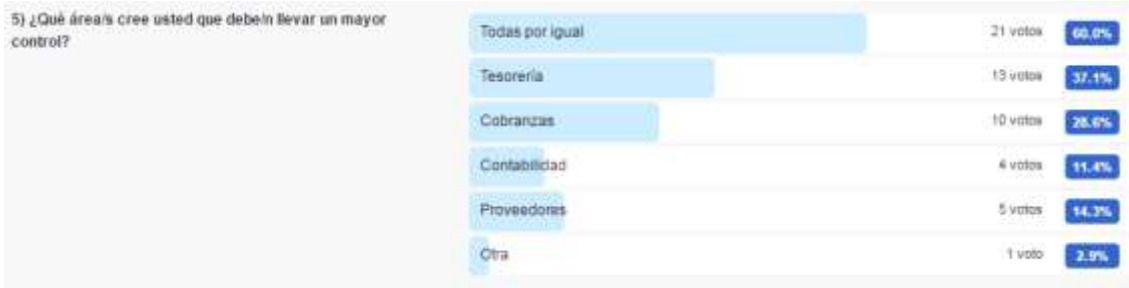 5) ¿Qué área/s cree usted que debe/n llevar un mayor
control?
Todas por igual 21 votos 60.0%
Tesorería 13 votos 37.1%
Cobranzas 10 votos 28.6%
Contabilidad 4 votos 11.4%
Proveedores 5 votos 14.3%
Otra 1 voto 2.9%